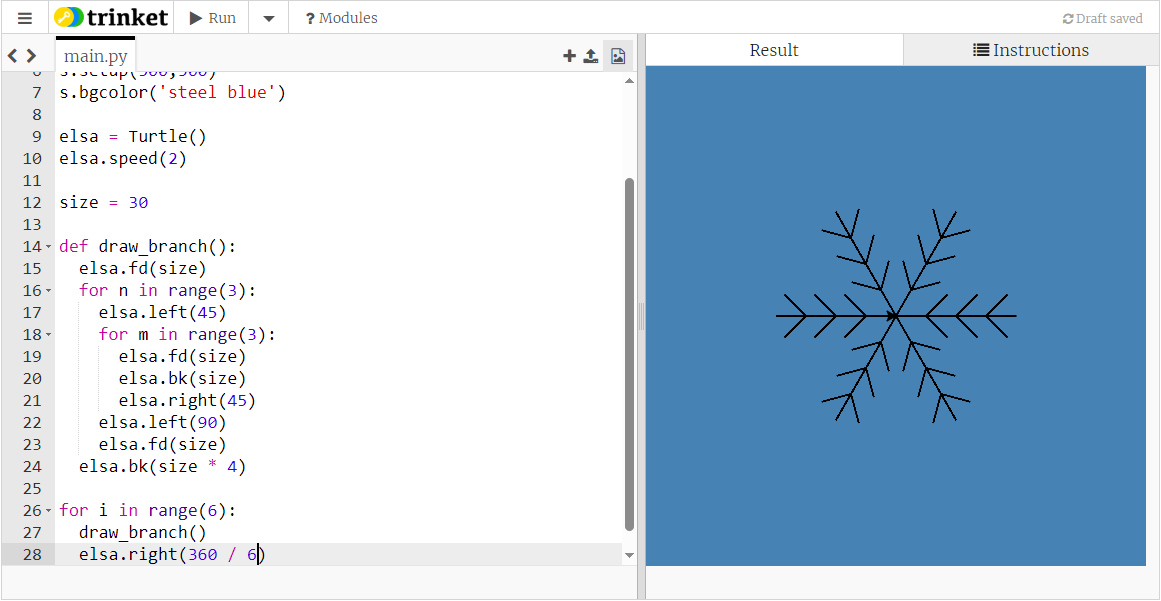 trinket Run ? Modules Draft saved
main.py Result Instructions
6 s.setup(500,500)
7 s.bgcolor('steel blue')
8
9 elsa = Turtle()
10 elsa.speed(2)
11
12 size = 30
13
14 def draw_branch():
15 elsa.fd(size)
16 for n in range(3):
17 elsa.left(45)
18 for m in range(3):
19 elsa.fd(size)
20 elsa.bk(size)
21 elsa.right(45)
22 elsa.left(90)
23 elsa.fd(size)
24 elsa.bk(size * 4)
25
26 for i in range(6):
27 draw_branch()
28 elsa.right(360 / 6)